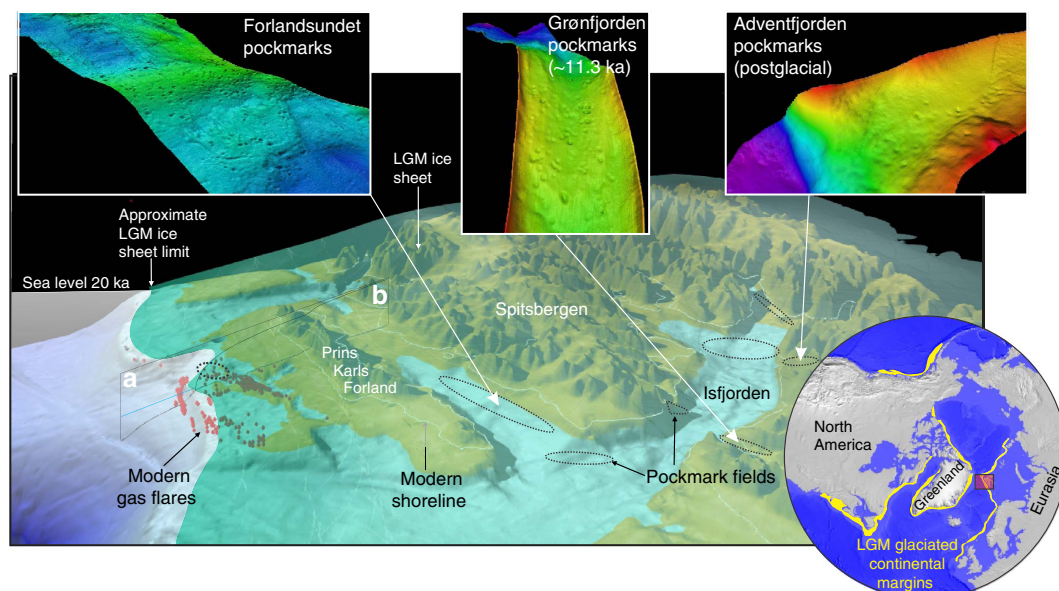 Forlandsundet
pockmarks
Grønfjorden
pockmarks
(~11.3 ka)
Adventfjorden
pockmarks
(postglacial)
LGM ice
sheet
Approximate
LGM ice
sheet limit
Sea level 20 ka
b
Spitsbergen
Prins
Karls
Forland
a
Isfjorden
Modern
gas flares
Modern
shoreline
Pockmark fields
North
America
Greenland
Eurasia
LGM glaciated
continental
margins